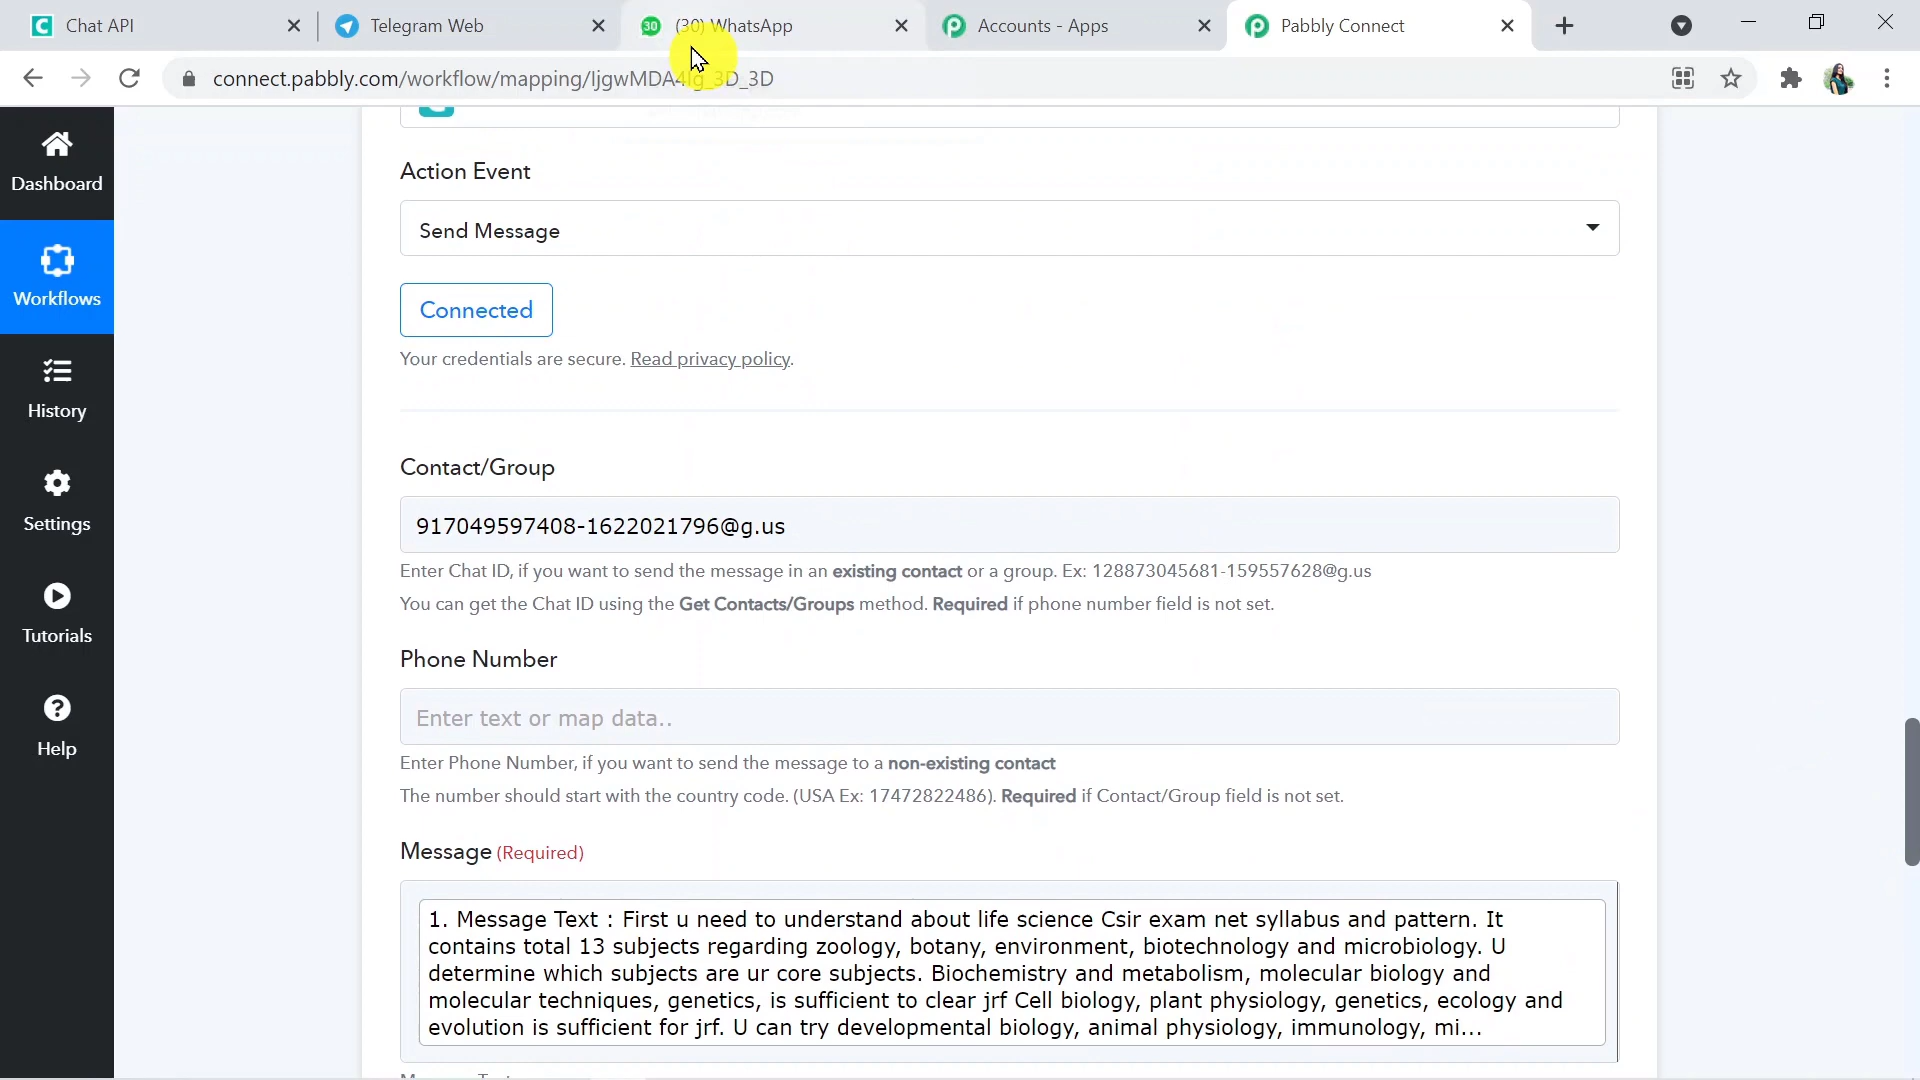 Chat API
Telegram Web
30 (30) WhatsApp
Accounts - Apps
Pabbly Connect
connect.pabbly.com/workflow/mapping/IjgwMDA4Ig_3D_3D
Dashboard
Workflows
History
Settings
Tutorials
Help
Action Event
Send Message
Connected
Your credentials are secure. Read privacy policy.
Contact/Group
917049597408-1622021796@g.us
Enter Chat ID, if you want to send the message in an existing contact or a group. Ex: 128873045681-159557628@g.us
You can get the Chat ID using the Get Contacts/Groups method. Required if phone number field is not set.
Phone Number
Enter text or map data..
Enter Phone Number, if you want to send the message to a non-existing contact
The number should start with the country code. (USA Ex: 17472822486). Required if Contact/Group field is not set.
Message (Required)
1. Message Text : First u need to understand about life science Csir exam net syllabus and pattern. It
contains total 13 subjects regarding zoology, botany, environment, biotechnology and microbiology. U
determine which subjects are ur core subjects. Biochemistry and metabolism, molecular biology and
molecular techniques, genetics, is sufficient to clear jrf Cell biology, plant physiology, genetics, ecology and
evolution is sufficient for jrf. U can try developmental biology, animal physiology, immunology, mi...